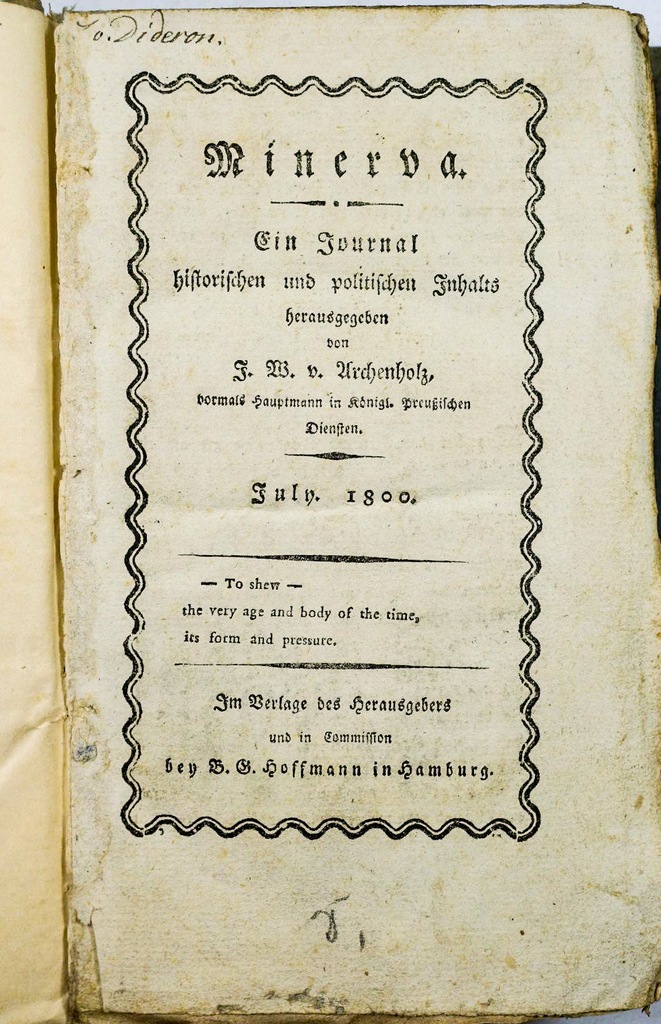 Dideron.
Minerva.
Ein Journal
historischen und politischen Inhalts
herausgegeben
von
J. W. v. Archenholz,
vormals Hauptmann in Königl. Preußischen
Diensten.
July. 1800.
— To shew —
the very age and body of the time,
its form and pressure.
Im Verlage des Herausgebers
und in Commission
bey B. G. Hoffmann in Hamburg.